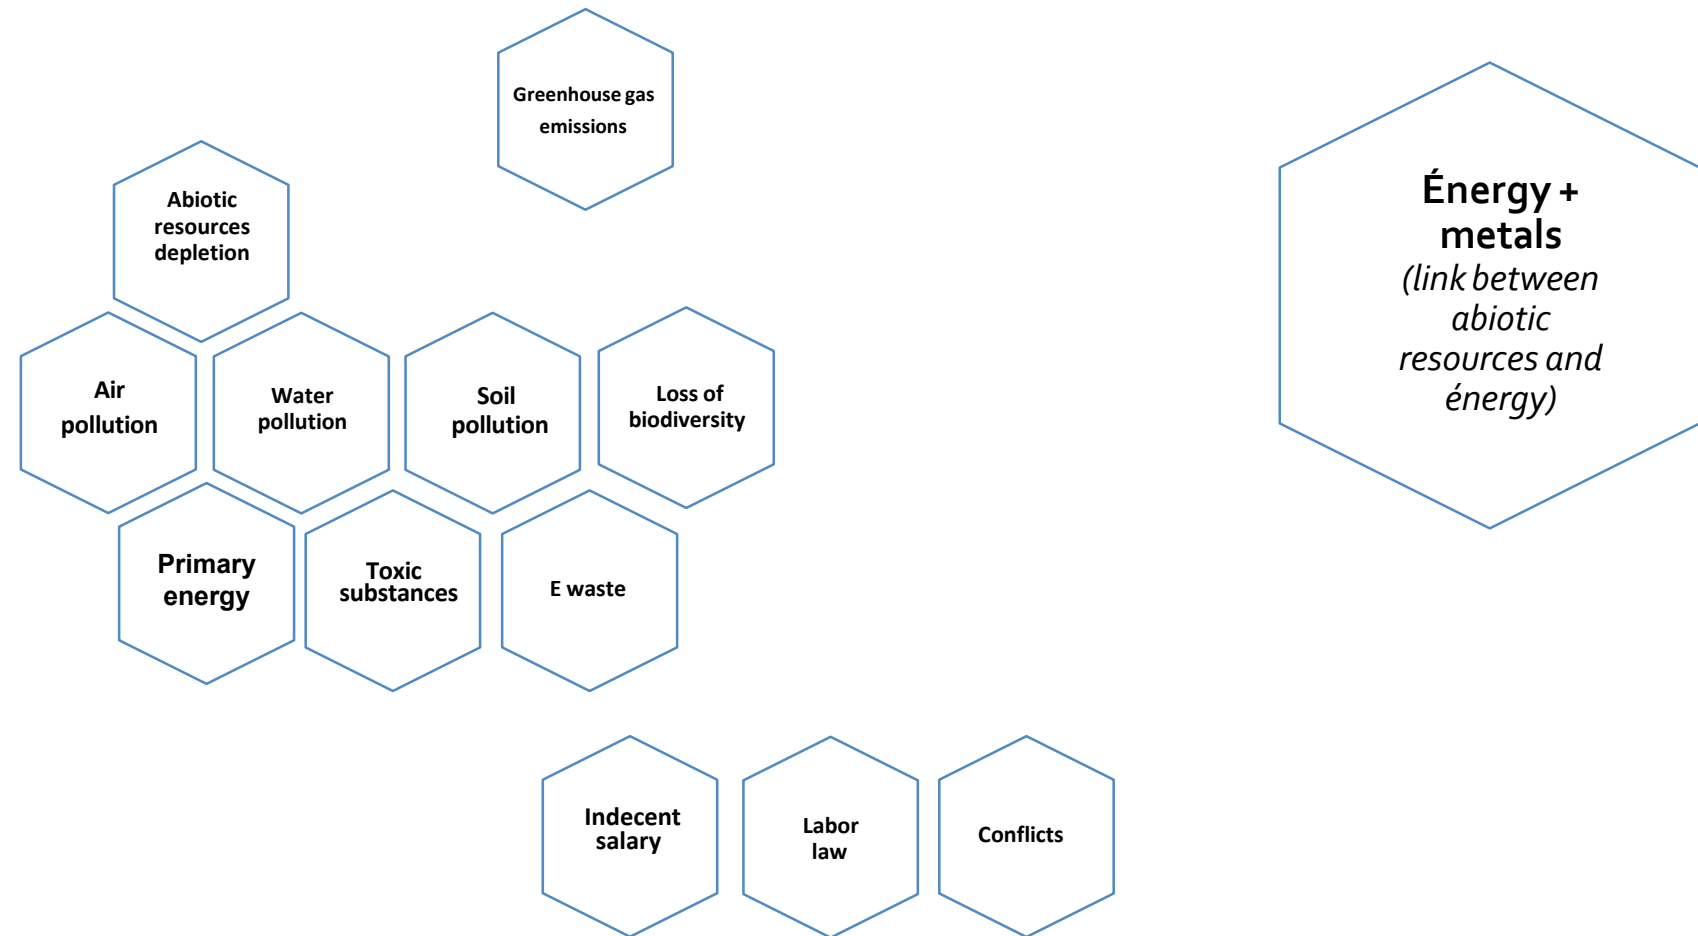 Greenhouse gas
emissions
Abiotic
resources
depletion
Air
pollution
Water
pollution
Soil
pollution
Loss of
biodiversity
Primary
energy
Toxic
substances
E waste
Indecent
salary
Labor
law
Conflicts
Énergy +
metals
(link between
abiotic
resources and
énergy)